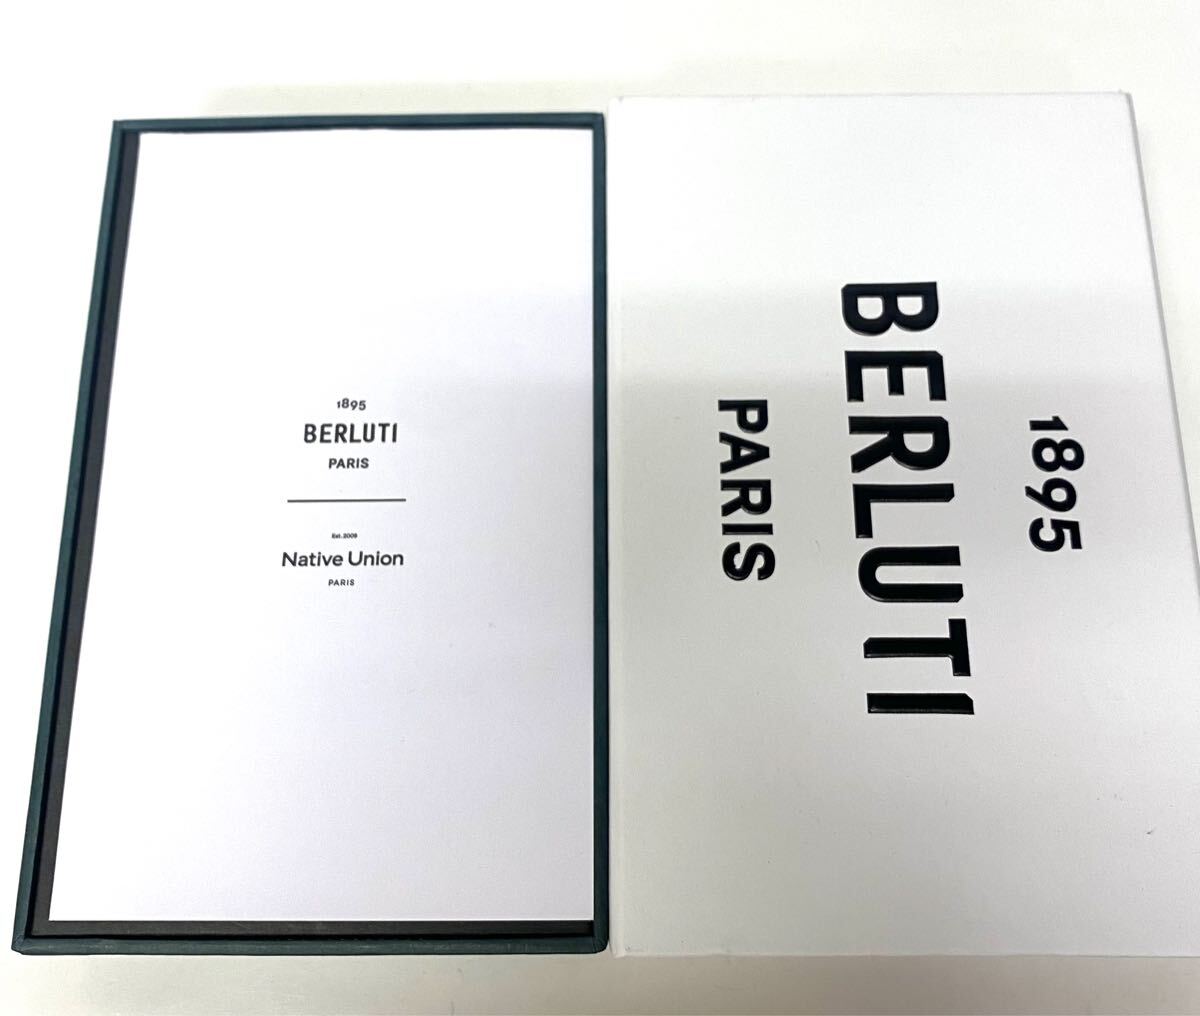 1895
BERLUTI
PARIS
Est. 2009
Native Union
PARIS
1895
BERLUTI
PARIS